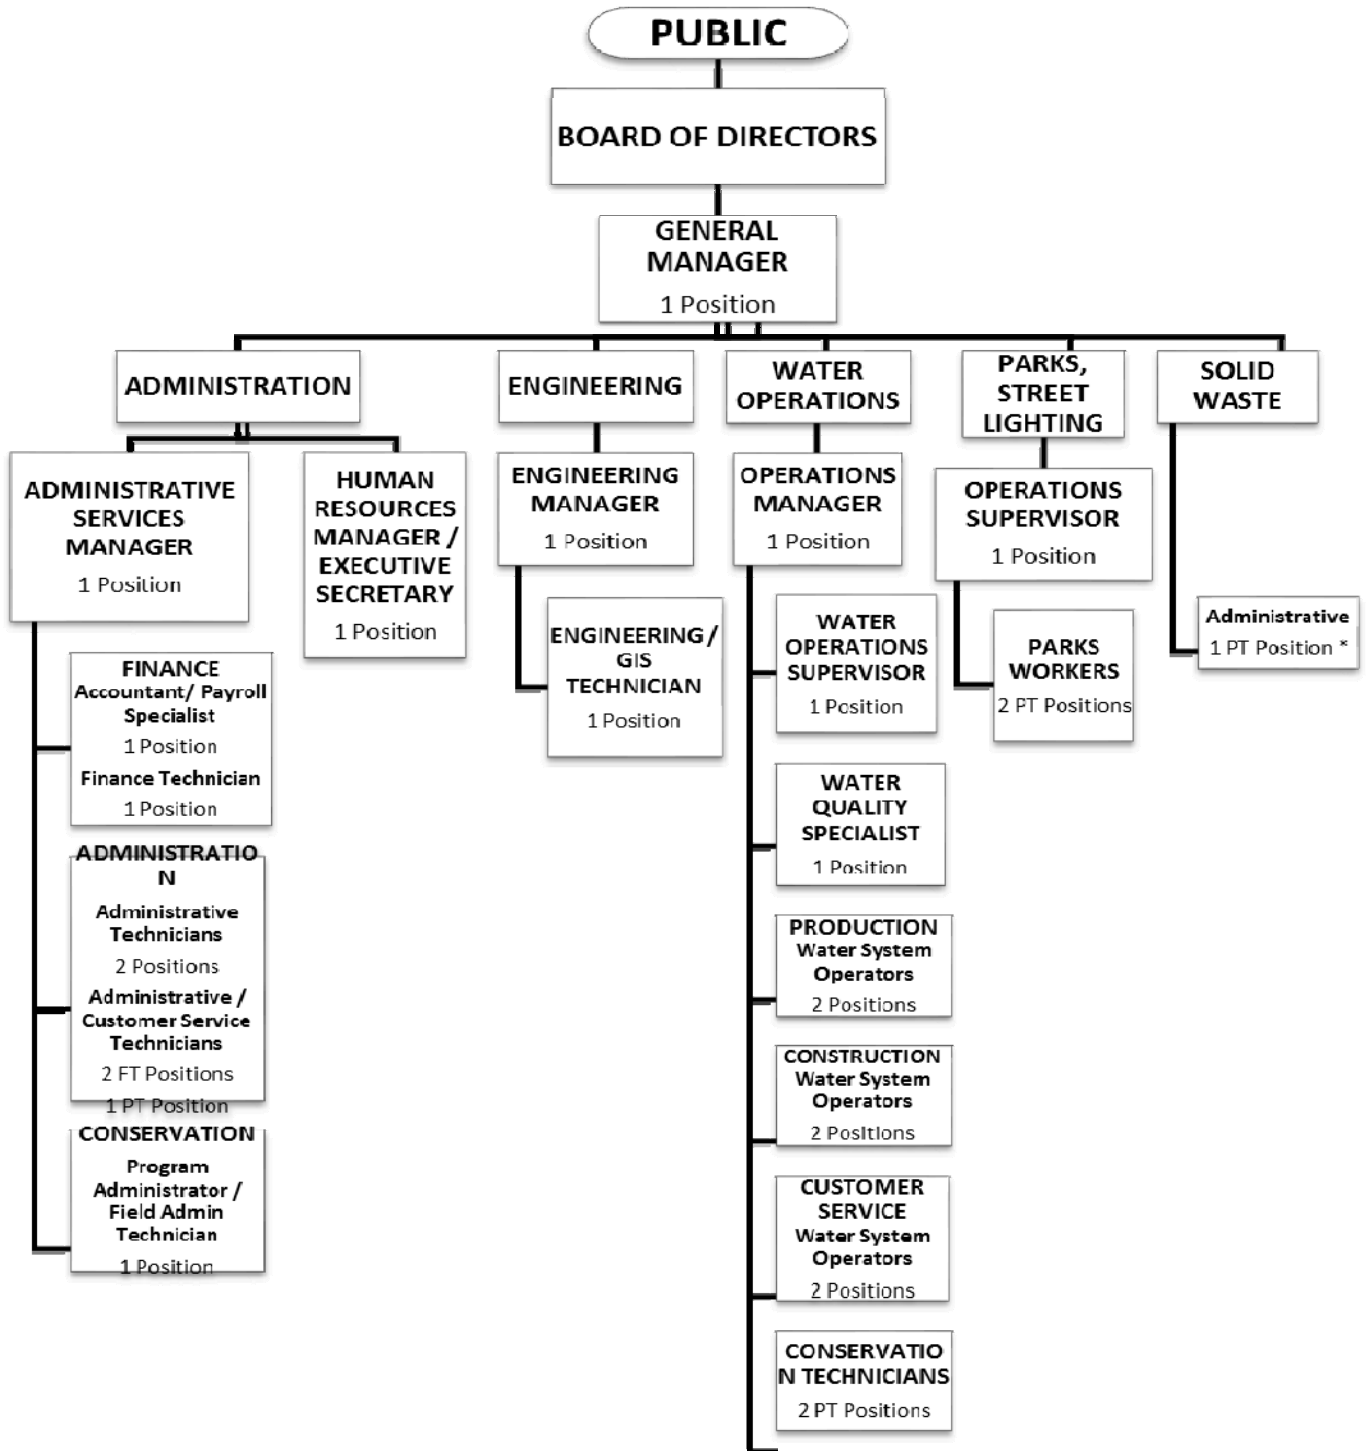 PUBLIC
BOARD OF DIRECTORS
GENERAL
MANAGER
1 Position
ADMINISTRATION
ENGINEERING
WATER
OPERATIONS
PARKS,
STREET
LIGHTING
SOLID
WASTE
ADMINISTRATIVE
SERVICES
MANAGER
1 Position
HUMAN
RESOURCES
MANAGER /
EXECUTIVE
SECRETARY
1 Position
ENGINEERING
MANAGER
1 Position
OPERATIONS
MANAGER
1 Position
OPERATIONS
SUPERVISOR
1 Position
Administrative
1 PT Position *
FINANCE
Accountant/ Payroll
Specialist
1 Position
Finance Technician
1 Position
ADMINISTRATIO
N
Administrative
Technicians
2 Positions
Administrative /
Customer Service
Technicians
2 FT Positions
1 PT Position
CONSERVATION
Program
Administrator /
Field Admin
Technician
1 Position
ENGINEERING /
GIS
TECHNICIAN
1 Position
WATER
OPERATIONS
SUPERVISOR
1 Position
WATER
QUALITY
SPECIALIST
1 Position
PRODUCTION
Water System
Operators
2 Positions
CONSTRUCTION
Water System
Operators
2 Positions
CUSTOMER
SERVICE
Water System
Operators
2 Positions
CONSERVATIO
N TECHNICIANS
2 PT Positions
PARKS
WORKERS
2 PT Positions